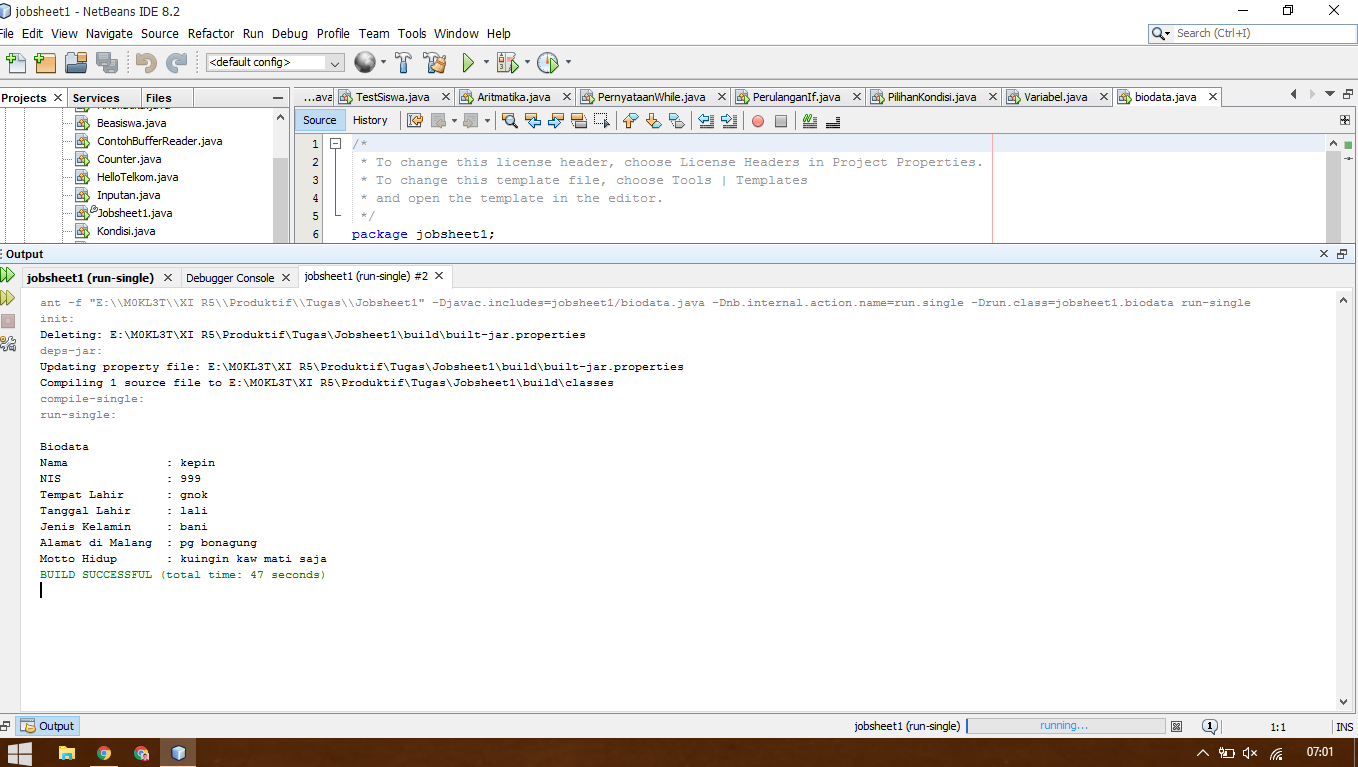 jobsheet1 - NetBeans IDE 8.2
File Edit View Navigate Source Refactor Run Debug Profile Team Tools Window Help
Search (Ctrl+I)
<default config>
Projects Services Files
...ava TestSiswa.java Aritmatika.java PernyataanWhile.java PerulanganIf.java PilihanKondisi.java Variabel.java biodata.java
Beasiswa.java
ContohBufferReader.java
Counter.java
HelloTelkom.java
Inputan.java
Jobsheet1.java
Kondisi.java
Source History
1 /*
2 * To change this license header, choose License Headers in Project Properties.
3 * To change this template file, choose Tools | Templates
4 * and open the template in the editor.
5 */
6 package jobsheet1;
Output
jobsheet1 (run-single) Debugger Console jobsheet1 (run-single) #2
ant -f "E:\\M0KL3T\\XI R5\\Produktif\\Tugas\\Jobsheet1" -Djavac.includes=jobsheet1/biodata.java -Dnb.internal.action.name=run.single -Drun.class=jobsheet1.biodata run-single
init:
Deleting: E:\M0KL3T\XI R5\Produktif\Tugas\Jobsheet1\build\built-jar.properties
deps-jar:
Updating property file: E:\M0KL3T\XI R5\Produktif\Tugas\Jobsheet1\build\built-jar.properties
Compiling 1 source file to E:\M0KL3T\XI R5\Produktif\Tugas\Jobsheet1\build\classes
compile-single:
run-single:
Biodata
Nama : kepin
NIS : 999
Tempat Lahir : gnok
Tanggal Lahir : lali
Jenis Kelamin : bani
Alamat di Malang : pg bonagung
Motto Hidup : kuingin kaw mati saja
BUILD SUCCESSFUL (total time: 47 seconds)
Output
jobsheet1 (run-single) running... 1 1:1 INS
07:01